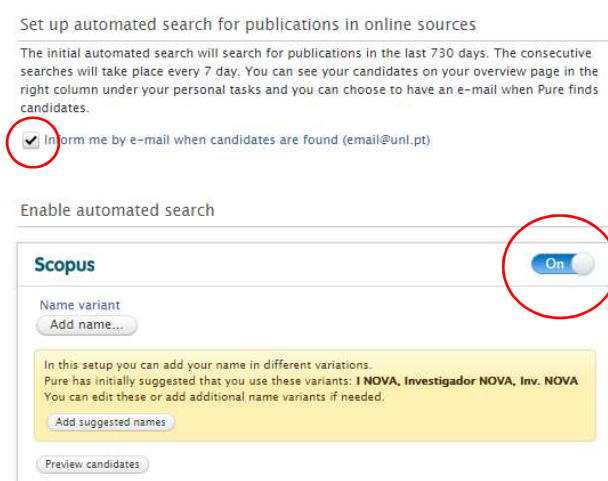 Set up automated search for publications in online sources
The initial automated search will search for publications in the last 730 days. The consecutive
searches will take place every 7 day. You can see your candidates on your overview page in the
right column under your personal tasks and you can choose to have an e-mail when Pure finds
candidates.
Inform me by e-mail when candidates are found (email@unl.pt)
Enable automated search
Scopus
On
Name variant
Add name...
In this setup you can add your name in different variations.
Pure has initially suggested that you use these variants: I NOVA, Investigador NOVA, Inv. NOVA
You can edit these or add additional name variants if needed.
Add suggested names
Preview candidates